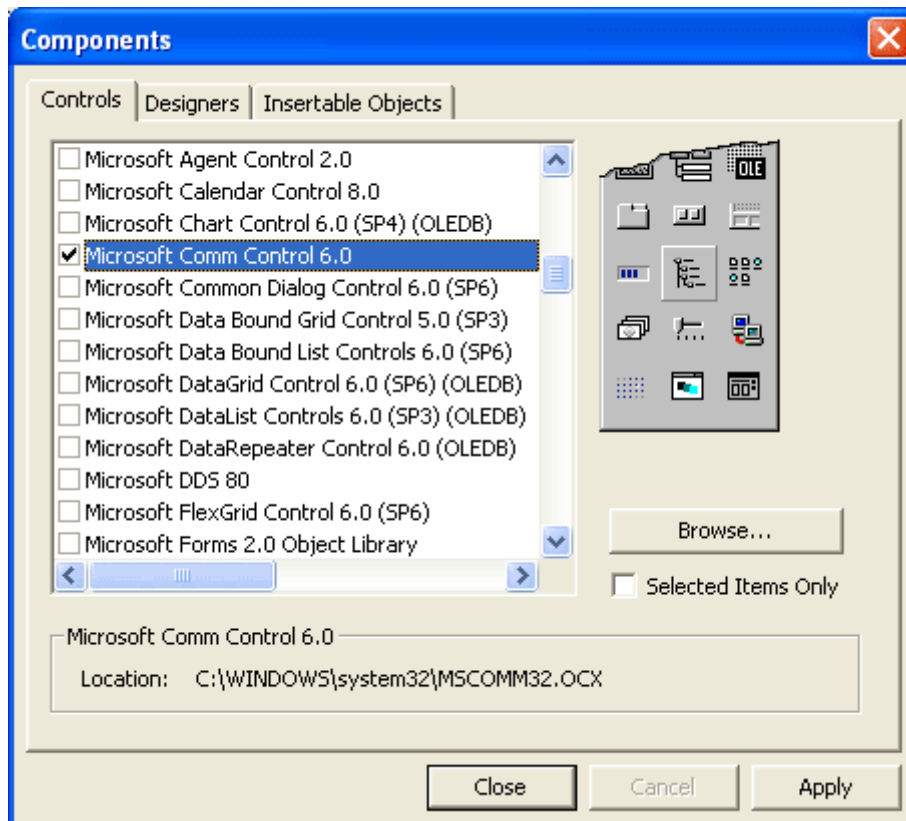 Components
Controls
Designers
Insertable Objects
Microsoft Agent Control 2.0
Microsoft Calendar Control 8.0
Microsoft Chart Control 6.0 (SP4) (OLEDB)
Microsoft Comm Control 6.0
Microsoft Common Dialog Control 6.0 (SP6)
Microsoft Data Bound Grid Control 5.0 (SP3)
Microsoft Data Bound List Controls 6.0 (SP6)
Microsoft DataGrid Control 6.0 (SP6) (OLEDB)
Microsoft DataList Controls 6.0 (SP3) (OLEDB)
Microsoft DataRepeater Control 6.0 (OLEDB)
Microsoft DDS 80
Microsoft FlexGrid Control 6.0 (SP6)
Microsoft Forms 2.0 Object Library
OLE
Browse...
Selected Items Only
Microsoft Comm Control 6.0
Location: C:\WINDOWS\system32\MSCOMM32.OCX
Close
Cancel
Apply